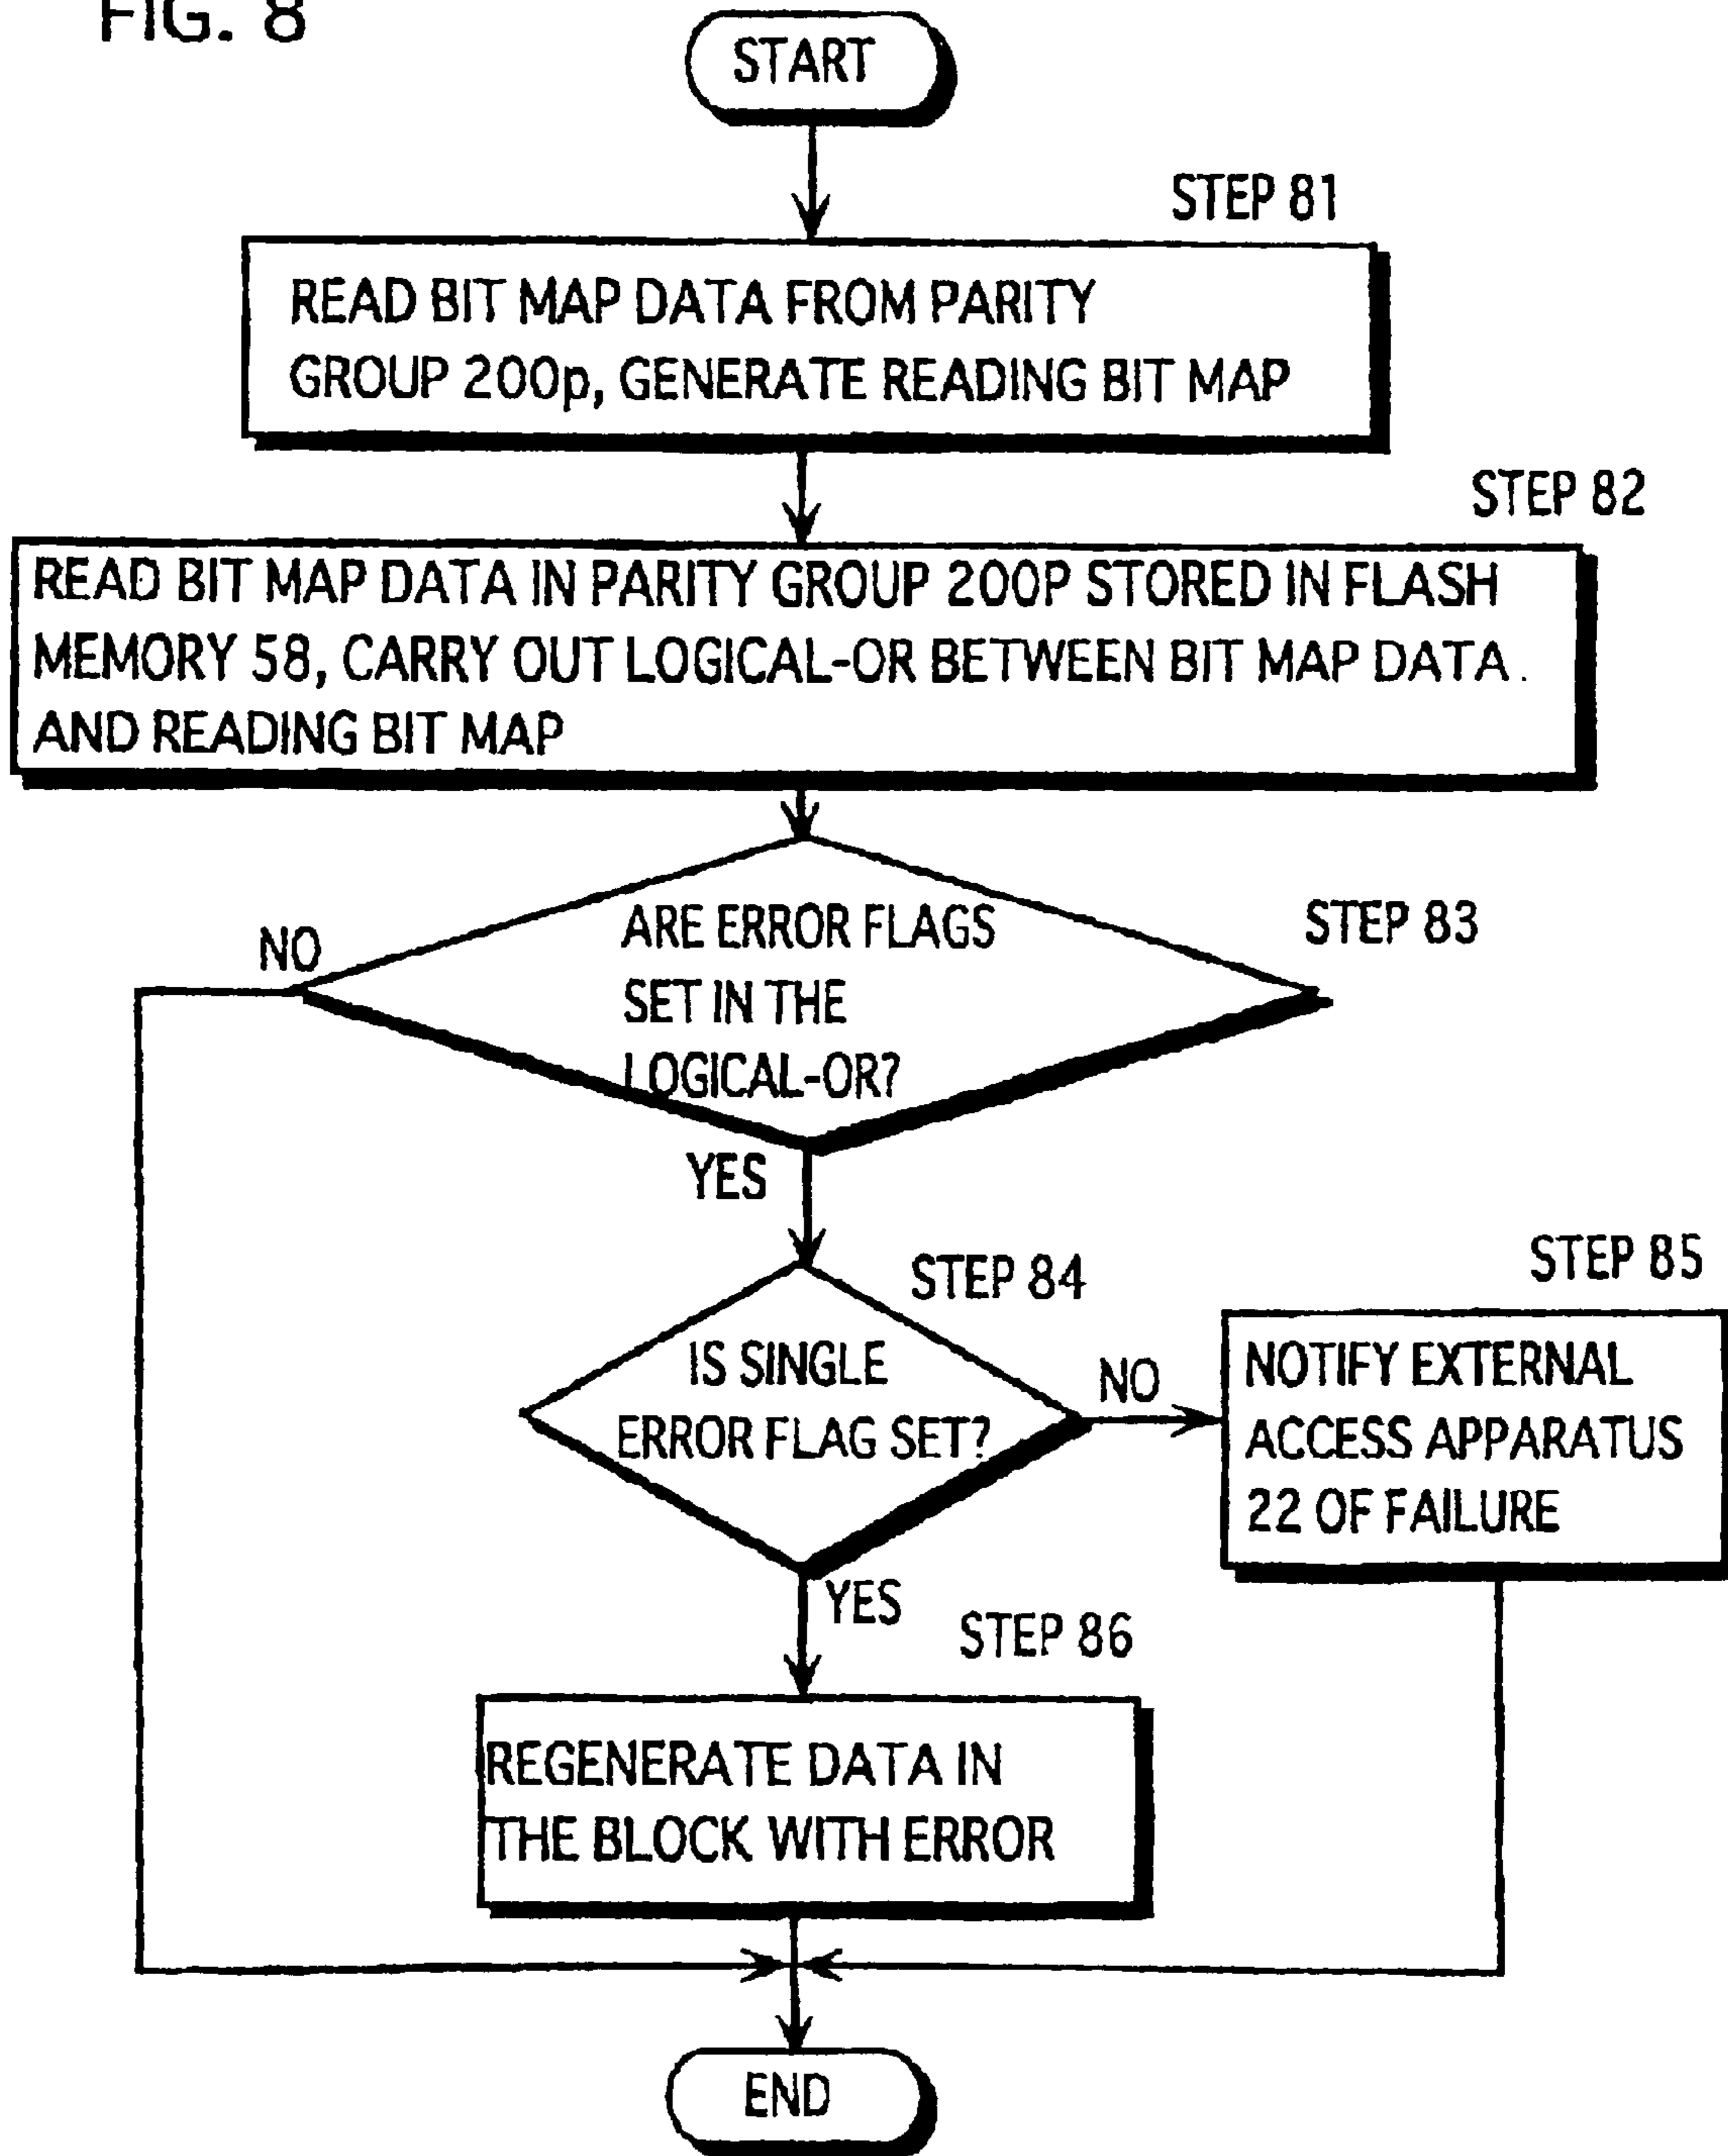 FIG. 8
START
STEP 81
READ BIT MAP DATA FROM PARITY
GROUP 200p, GENERATE READING BIT MAP
STEP 82
READ BIT MAP DATA IN PARITY GROUP 200P STORED IN FLASH
MEMORY 58, CARRY OUT LOGICAL-OR BETWEEN BIT MAP DATA .
AND READING BIT MAP
STEP 83
ARE ERROR FLAGS
SET IN THE
LOGICAL-OR?
NO
YES
STEP 84
IS SINGLE
ERROR FLAG SET?
NO
STEP 85
NOTIFY EXTERNAL
ACCESS APPARATUS
22 OF FAILURE
YES
STEP 86
REGENERATE DATA IN
THE BLOCK WITH ERROR
END